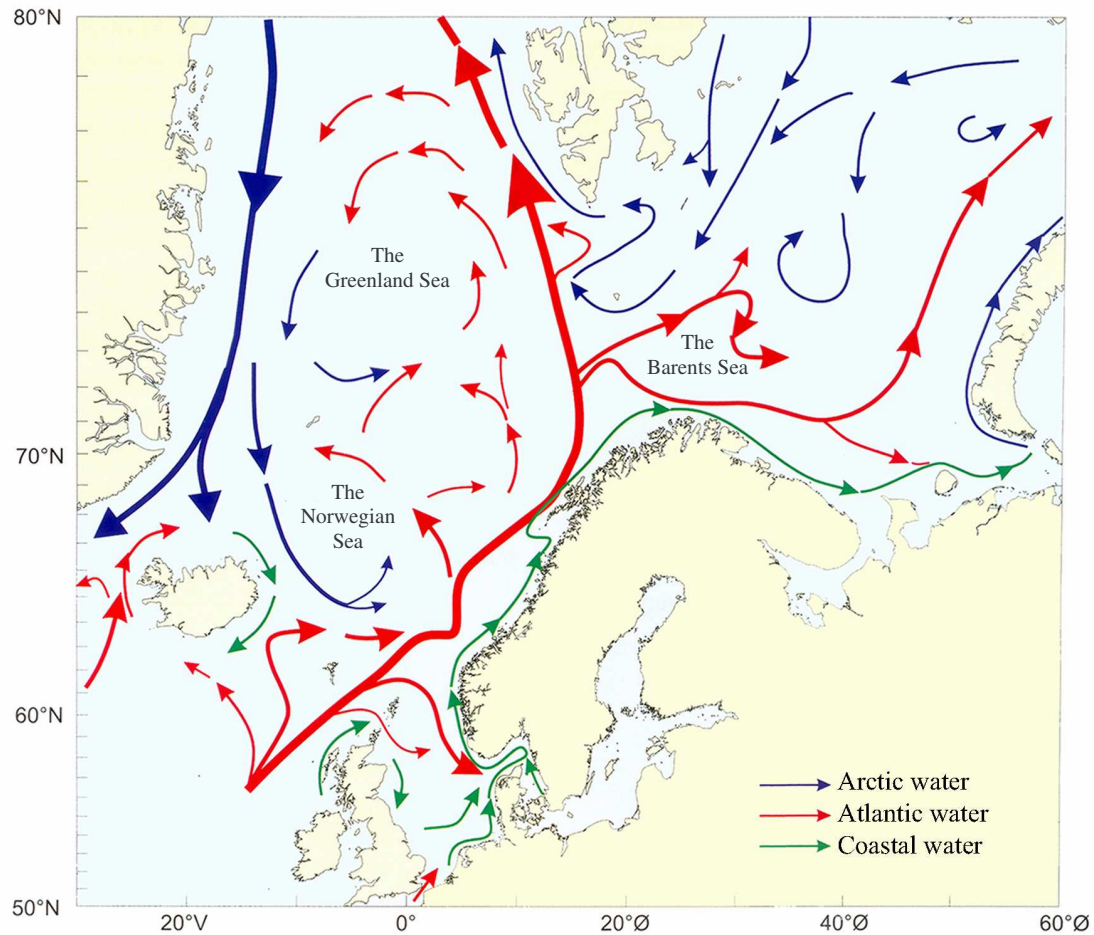 80°N
The
Greenland Sea
The
Barents Sea
70°N
The
Norwegian
Sea
60°N
Arctic water
Atlantic water
Coastal water
50°N
20°V
0°
20°Ø
40°Ø
60°Ø